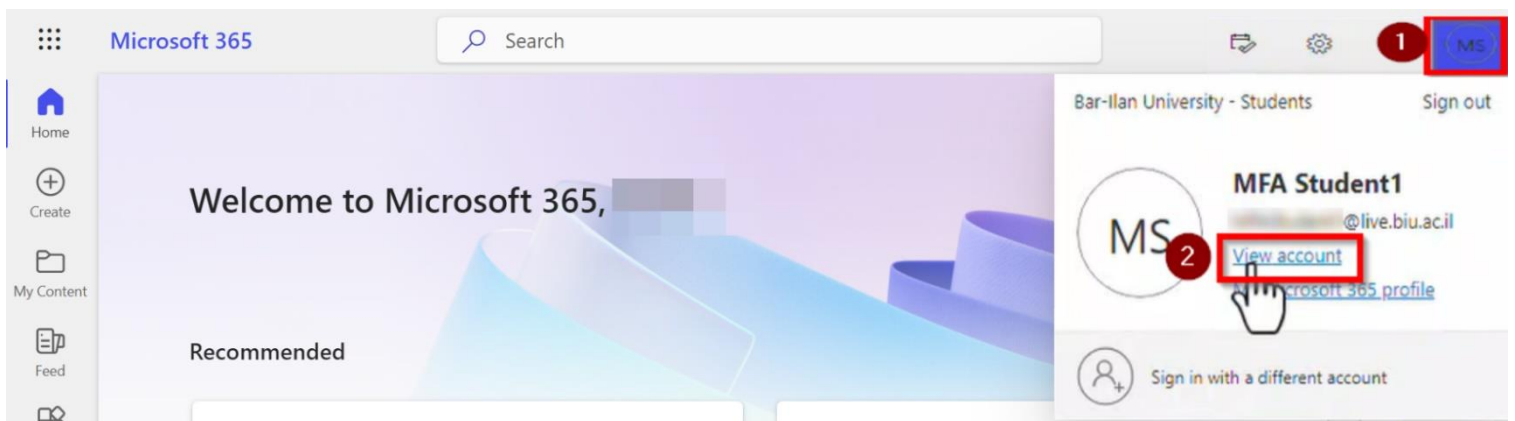 Microsoft 365
Search
1
MS
Home
Create
My Content
Feed
Welcome to Microsoft 365,
Recommended
Bar-Ilan University - Students
Sign out
MS
MFA Student1
@live.biu.ac.il
2
View account
Microsoft 365 profile
Sign in with a different account